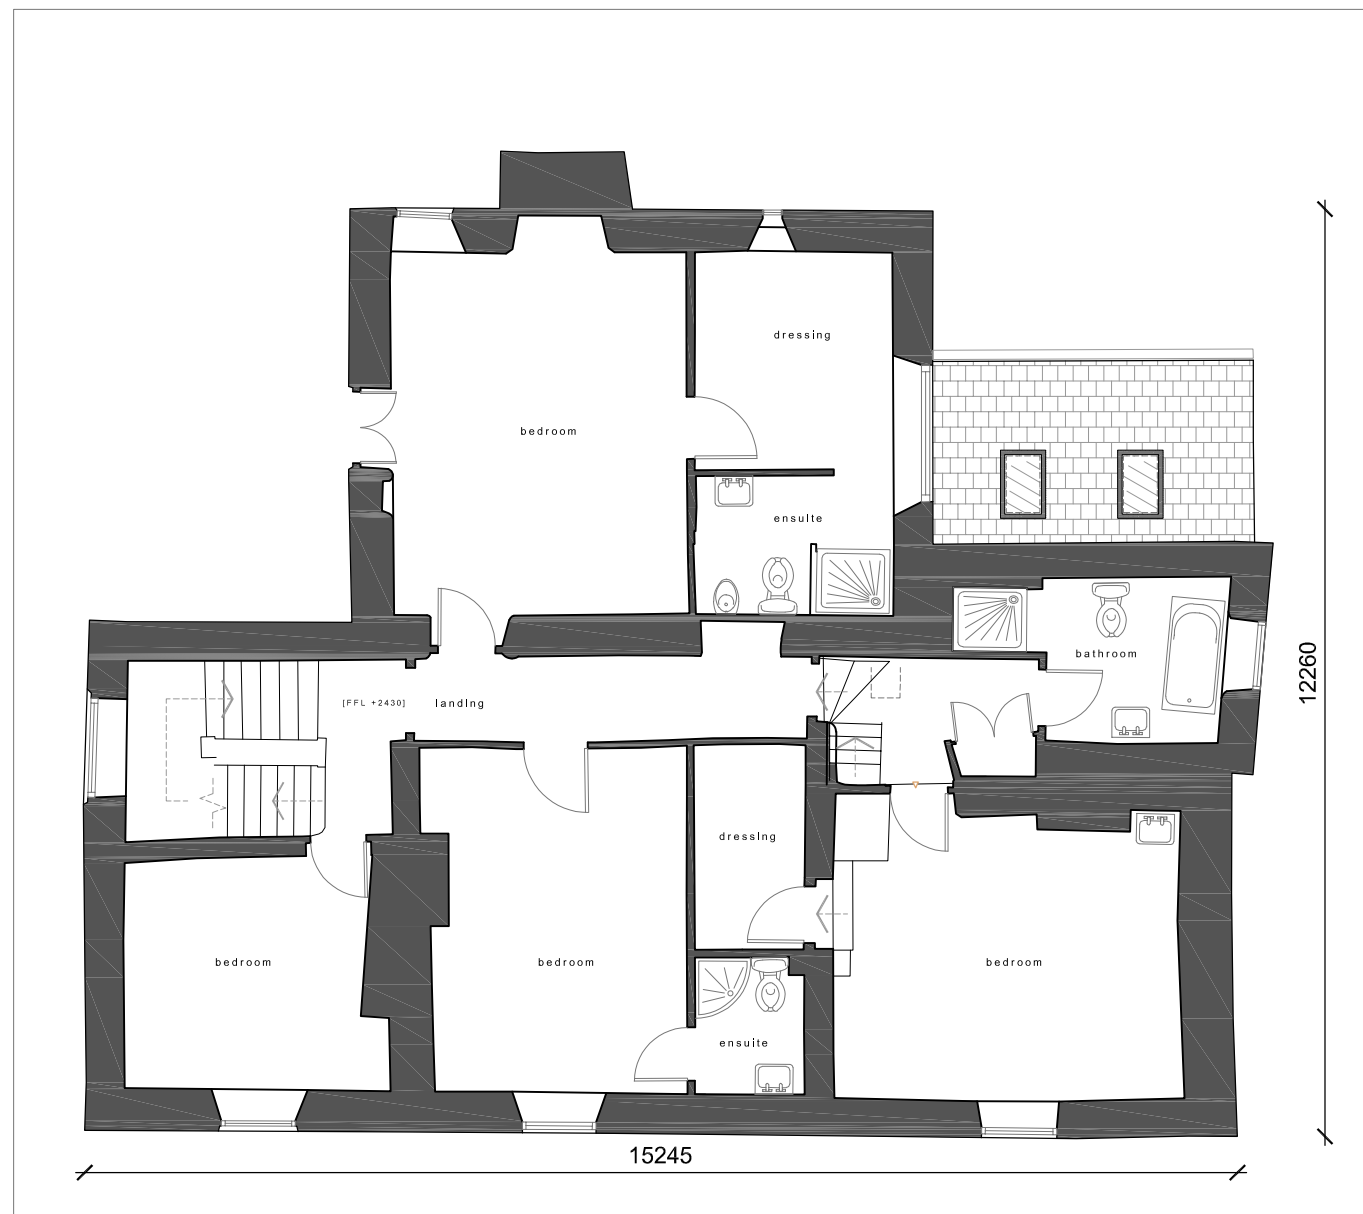 dressing
bedroom
ensuite
bathroom
[FFL +2430]
landing
12260
dressing
bedroom
bedroom
bedroom
ensuite
15245